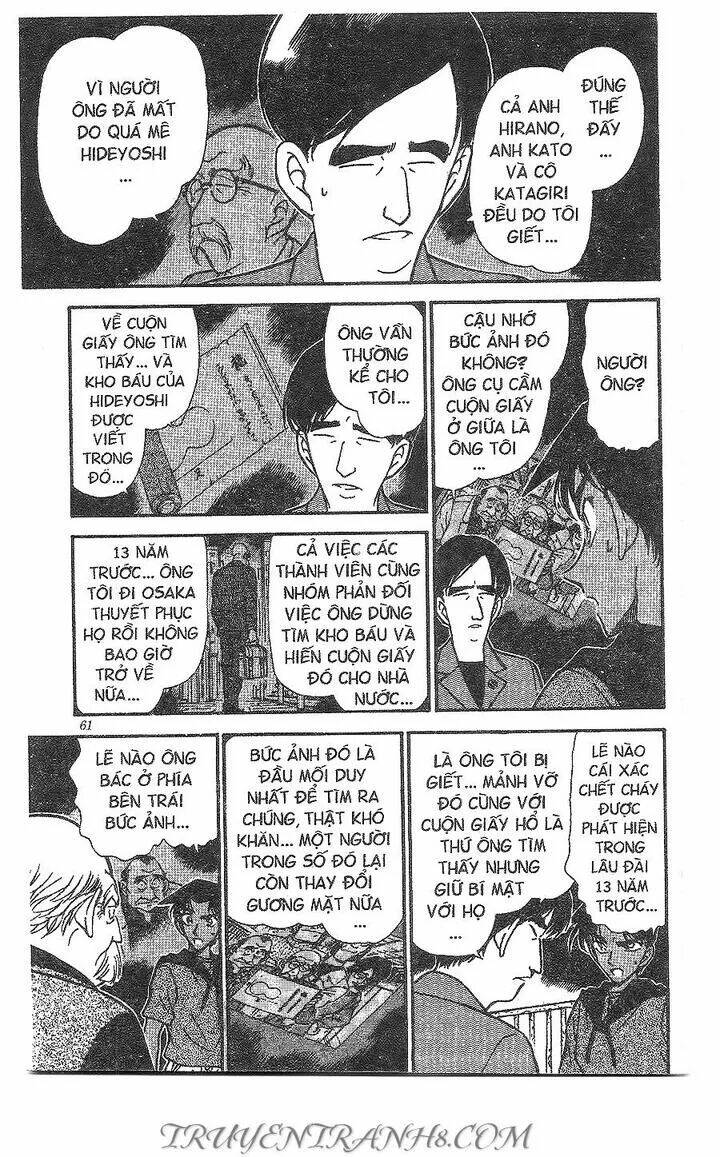 ĐÚNG
THẾ
ĐẤY
...
CẢ ANH
HIRANO,
ANH KATO
VÀ CÔ
KATAGIRI
ĐỀU DO TÔI
GIẾT...
VÌ NGƯỜI
ÔNG ĐÃ MẤT
DO QUÁ MÊ
HIDEYOSHI
...
NGƯỜI
ÔNG?
CẬU NHỚ
BỨC ẢNH ĐÓ
KHÔNG?
ÔNG CỤ CẦM
CUỘN GIẤY
Ở GIỮA LÀ
ÔNG TÔI
...
ÔNG VẪN
THƯỜNG
KỂ CHO
TÔI...
VỀ CUỘN
GIẤY ÔNG TÌM
THẤY... VÀ
KHO BÁU CỦA
HIDEYOSHI
ĐƯỢC
VIẾT
TRONG
ĐÓ...
CẢ VIỆC CÁC
THÀNH VIÊN CÙNG
NHÓM PHẢN ĐỐI
VIỆC ÔNG DỪNG
TÌM KHO BÁU VÀ
HIẾN CUỘN GIẤY
ĐÓ CHO NHÀ
NƯỚC...
13 NĂM
TRƯỚC... ÔNG
TÔI ĐI OSAKA
THUYẾT PHỤC
HỌ RỒI KHÔNG
BAO GIỜ
TRỞ VỀ
NỮA...
61
LẼ NÀO
CÁI XÁC
CHẾT CHÁY
ĐƯỢC
PHÁT HIỆN
TRONG
LÂU ĐÀI
13 NĂM
TRƯỚC...
LÀ ÔNG TÔI BỊ
GIẾT... MẢNH VỠ
ĐÓ CÙNG VỚI
CUỘN GIẤY HỔ LÀ
THỨ ÔNG TÌM
THẤY NHƯNG
GIỮ BÍ MẬT
VỚI HỌ
...
BỨC ẢNH ĐÓ LÀ
ĐẦU MỐI DUY
NHẤT ĐỂ TÌM RA
CHÚNG, THẬT KHÓ
KHĂN... MỘT NGƯỜI
TRONG SỐ ĐÓ LẠI
CÒN THAY ĐỔI
GƯƠNG MẶT NỮA
...
LẼ NÀO ÔNG
BÁC Ở PHÍA
BÊN TRÁI
BỨC ẢNH...
TRUYENTRANH8.COM